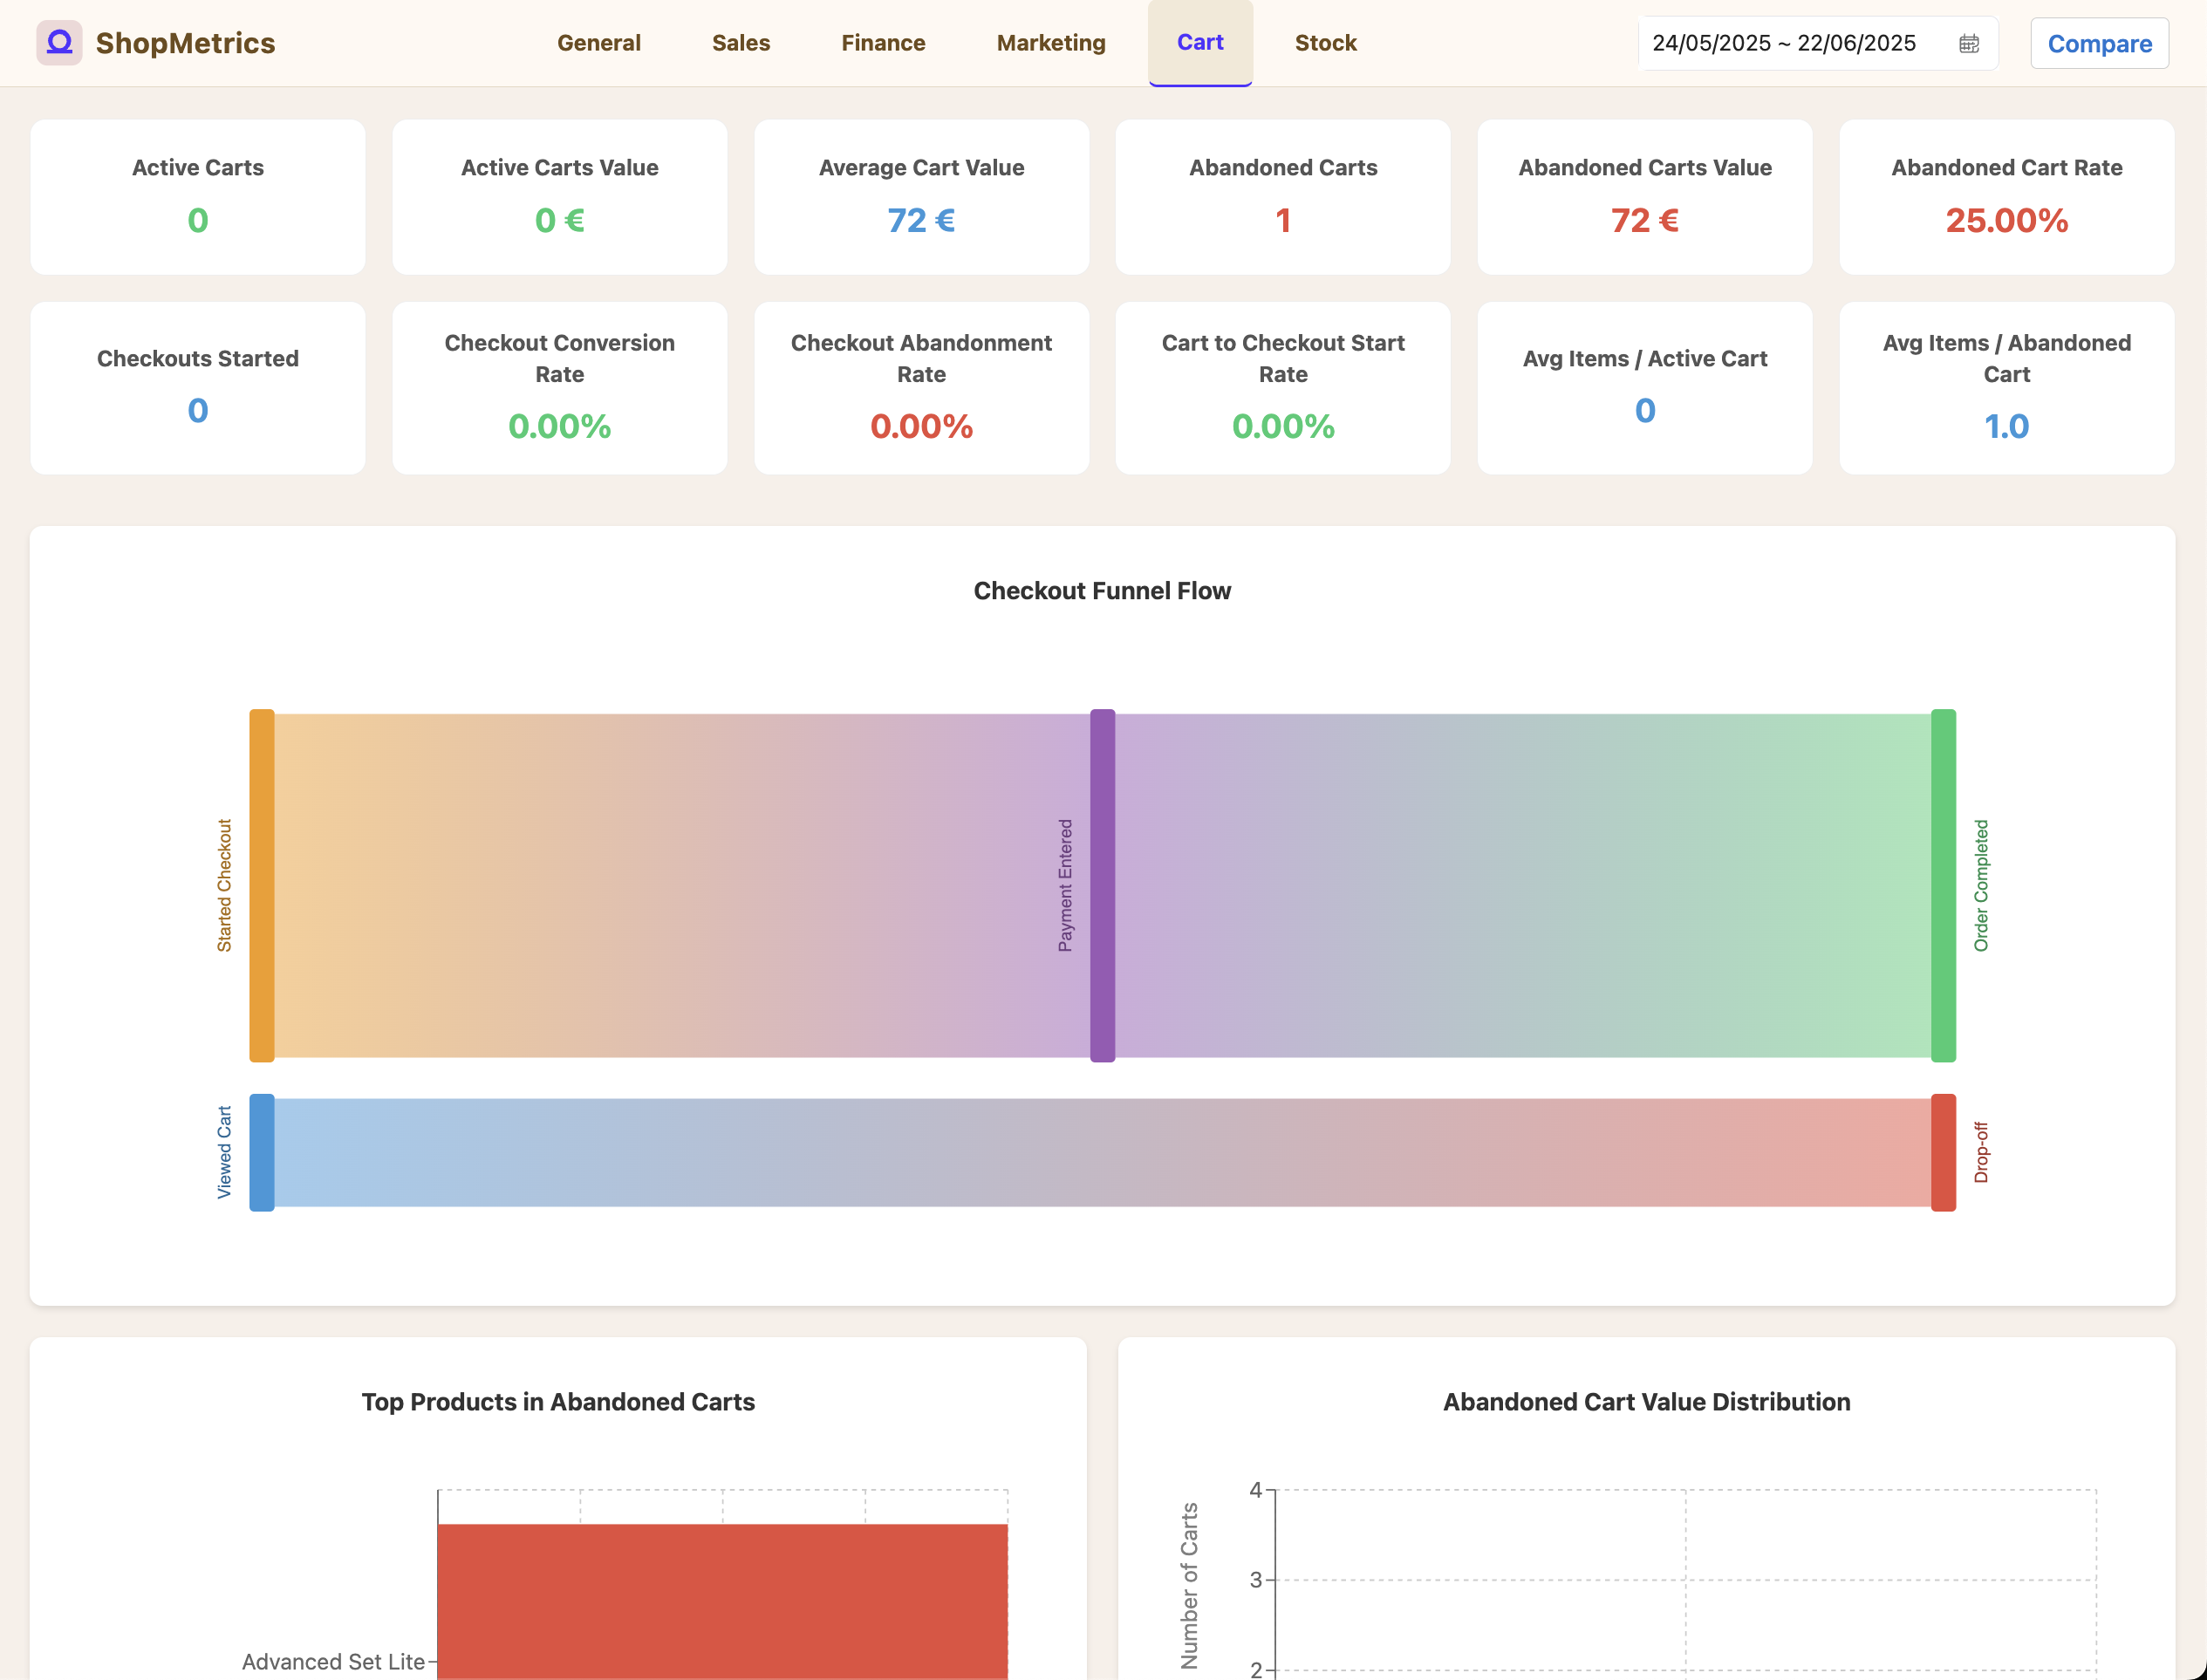 ShopMetrics
General
Sales
Finance
Marketing
Cart
Stock
24/05/2025 ~ 22/06/2025
Compare
Active Carts
0
Active Carts Value
0 €
Average Cart Value
72 €
Abandoned Carts
1
Abandoned Carts Value
72 €
Abandoned Cart Rate
25.00%
Checkouts Started
0
Checkout Conversion
Rate
0.00%
Checkout Abandonment
Rate
0.00%
Cart to Checkout Start
Rate
0.00%
Avg Items / Active Cart
0
Avg Items / Abandoned
Cart
1.0
Checkout Funnel Flow
Started Checkout
Payment Entered
Order Completed
Viewed Cart
Drop-off
Top Products in Abandoned Carts
Advanced Set Lite
Abandoned Cart Value Distribution
Number of Carts
4
3
2